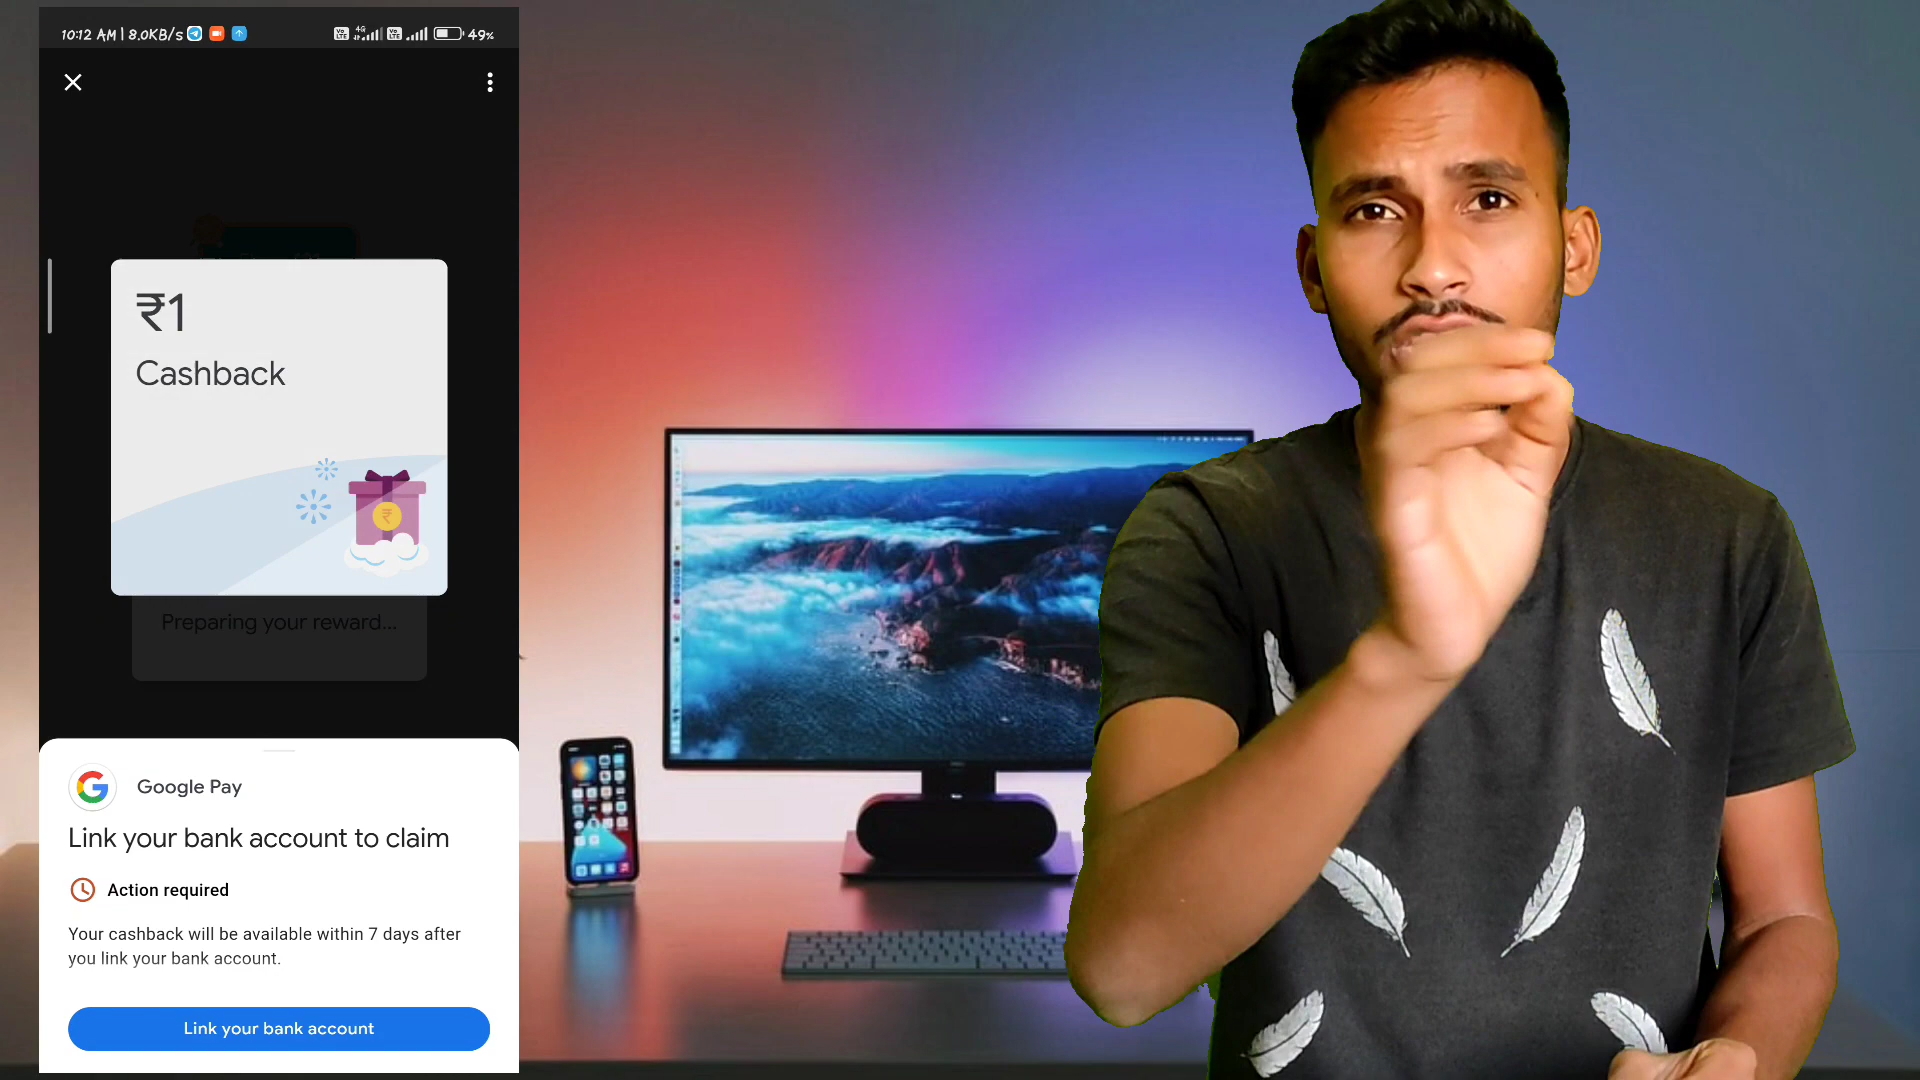 10:12 AM | 8.0KB/s 49%
₹1
Cashback
Preparing your reward...
Google Pay
Link your bank account to claim
Action required
Your cashback will be available within 7 days after
you link your bank account.
Link your bank account